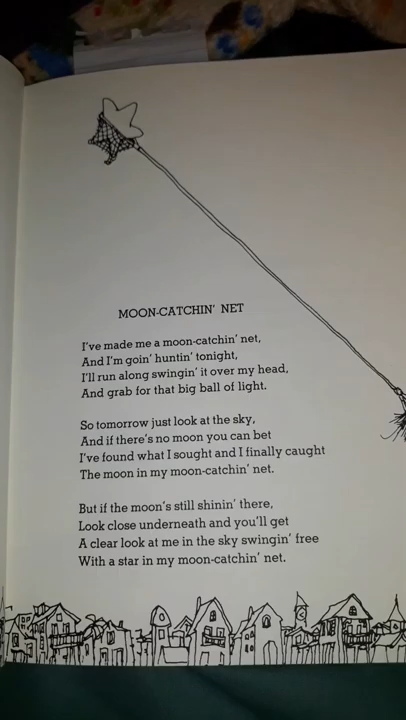 MOON-CATCHIN' NET
I've made me a moon-catchin' net,
And I'm goin' huntin' tonight,
I'll run along swingin' it over my head,
And grab for that big ball of light.
So tomorrow just look at the sky,
And if there's no moon you can bet
I've found what I sought and I finally caught
The moon in my moon-catchin' net.
But if the moon's still shinin' there,
Look close underneath and you'll get
A clear look at me in the sky swingin' free
With a star in my moon-catchin' net.